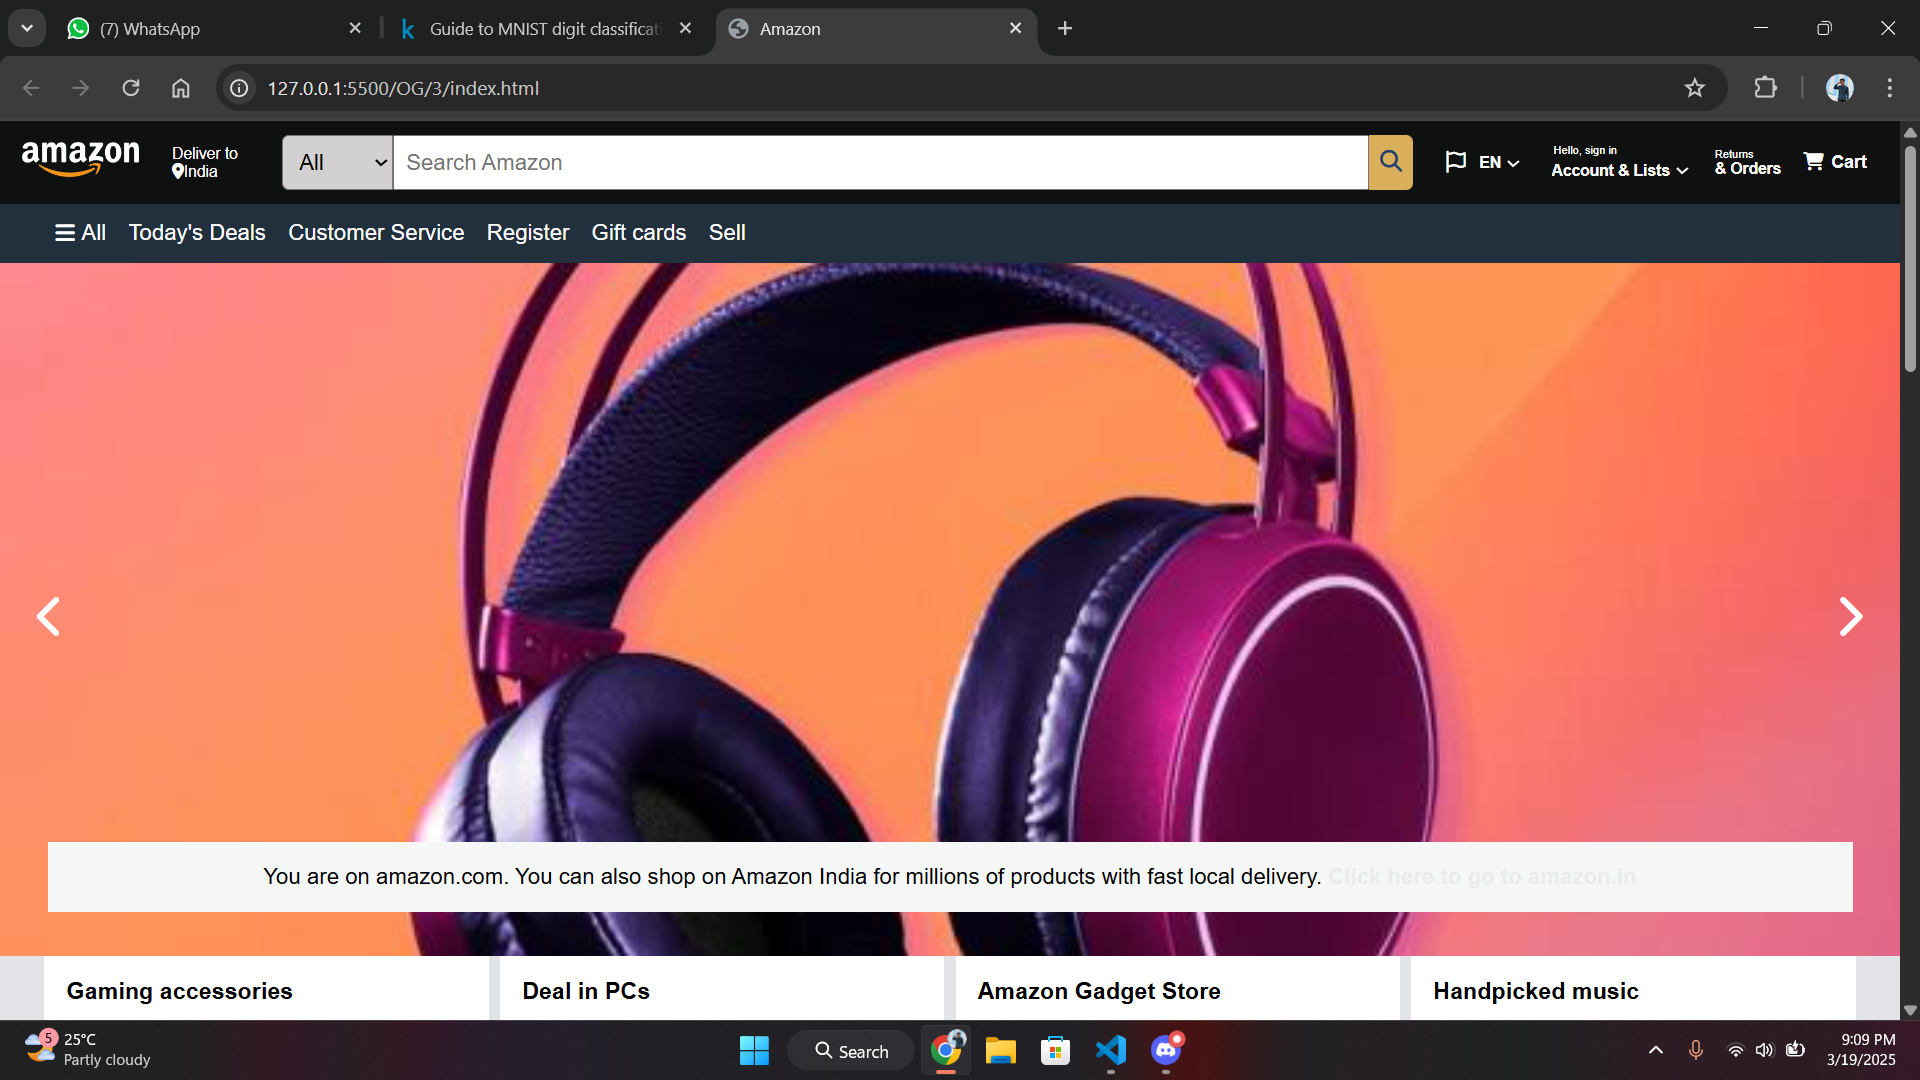 (7) WhatsApp
Guide to MNIST digit classificati
Amazon
127.0.0.1:5500/OG/3/index.html
amazon
Deliver to
India
All
Search Amazon
EN
Hello, sign in
Account & Lists
Returns
& Orders
Cart
All Today's Deals Customer Service Register Gift cards Sell
You are on amazon.com. You can also shop on Amazon India for millions of products with fast local delivery. Click here to go to amazon.in
Gaming accessories
Deal in PCs
Amazon Gadget Store
Handpicked music
5
25°C
Partly cloudy
Search
9:09 PM
3/19/2025